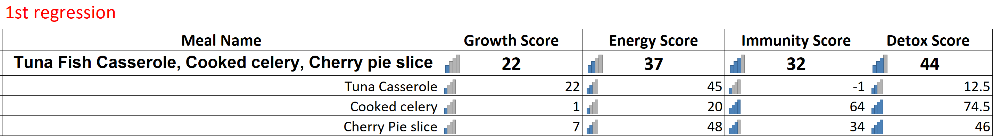 1st regression
Meal Name Growth Score Energy Score Immunity Score Detox Score
Tuna Fish Casserole, Cooked celery, Cherry pie slice 22 37 32 44
Tuna Casserole 22 45 -1 12.5
Cooked celery 1 20 64 74.5
Cherry Pie slice 7 48 34 46